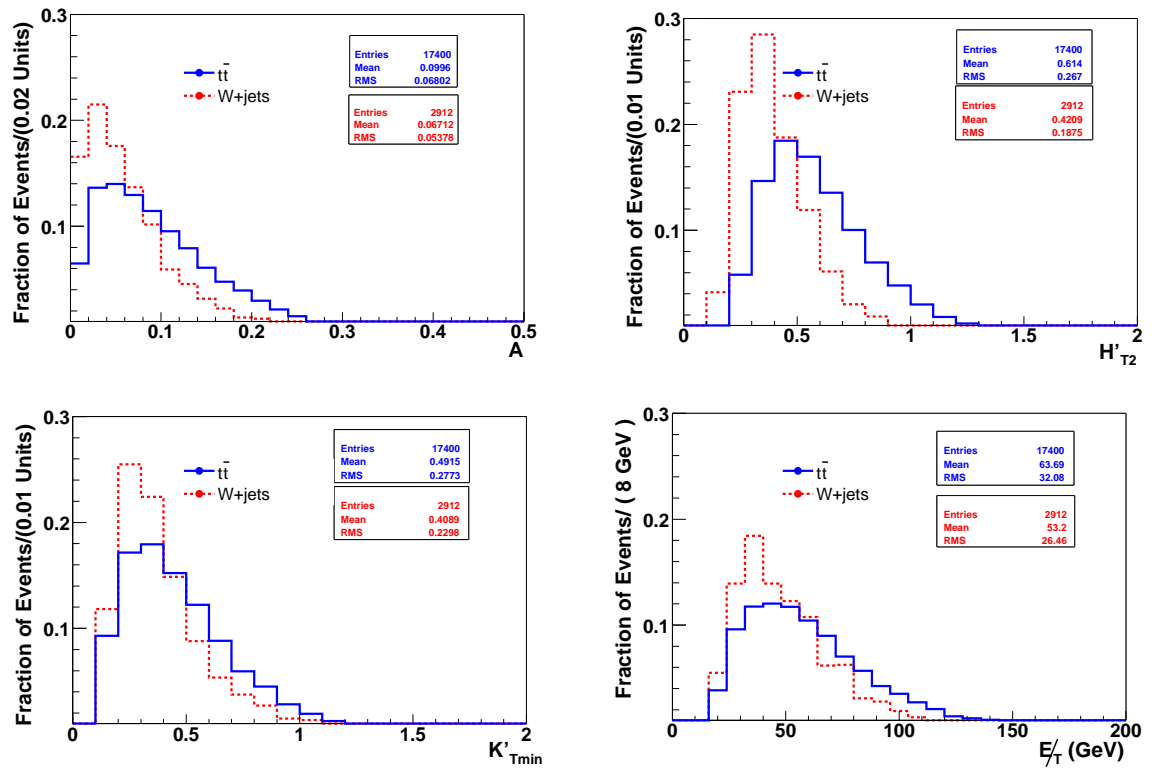 Fraction of Events/(0.02 Units)
0.3
0.2
0.1
tt̄
W+jets
Entries 17400
Mean 0.0996
RMS 0.06802
Entries 2912
Mean 0.06712
RMS 0.05378
0 0.1 0.2 0.3 0.4 0.5
A
Fraction of Events/(0.01 Units)
0.3
0.2
0.1
tt̄
W+jets
Entries 17400
Mean 0.614
RMS 0.267
Entries 2912
Mean 0.4209
RMS 0.1875
0 0.5 1 1.5 2
H'T2
Fraction of Events/(0.01 Units)
0.3
0.2
0.1
tt̄
W+jets
Entries 17400
Mean 0.4915
RMS 0.2773
Entries 2912
Mean 0.4089
RMS 0.2298
0 0.5 1 1.5 2
K'Tmin
Fraction of Events/ ( 8 GeV )
0.3
0.2
0.1
tt̄
W+jets
Entries 17400
Mean 63.69
RMS 32.08
Entries 2912
Mean 53.2
RMS 26.46
0 50 100 150 200
E̸T (GeV)